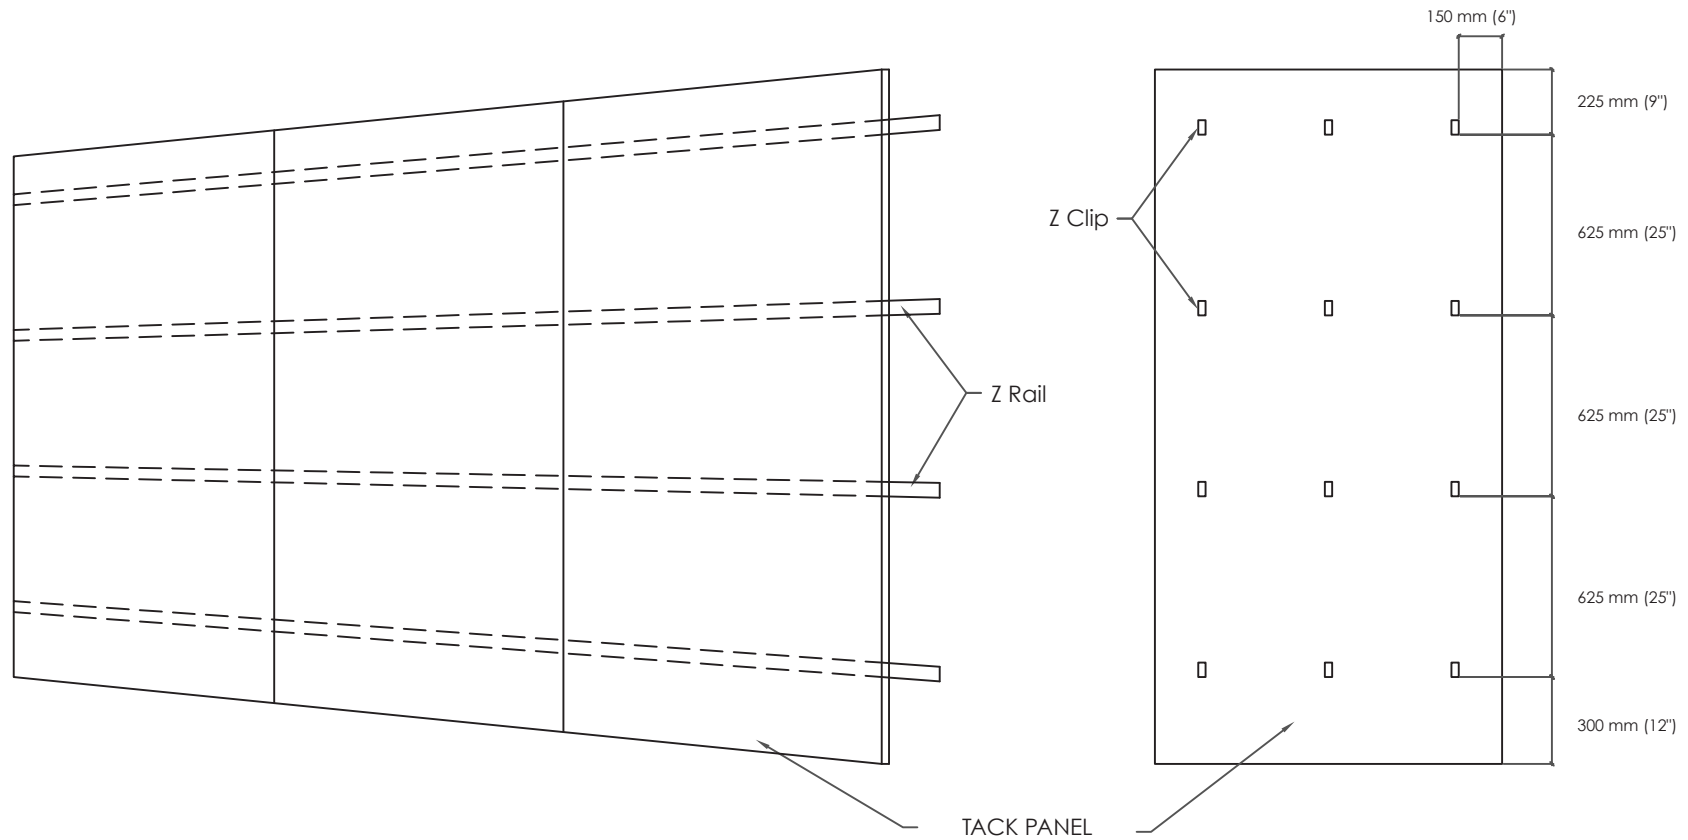 150 mm (6")
225 mm (9")
Z Clip
625 mm (25")
Z Rail
625 mm (25")
625 mm (25")
300 mm (12")
TACK PANEL